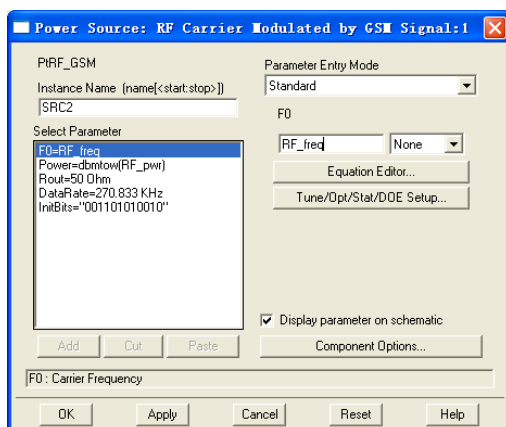 Power Source: RF Carrier Modulated by GSM Signal:1
PtRF_GSM
Instance Name (name[<start:stop>])
SRC2
Select Parameter
F0=RF_freq
Power=dbmtow(RF_pwr)
Rout=50 Ohm
DataRate=270.833 KHz
InitBits="001101010010"
Add
Cut
Paste
Parameter Entry Mode
Standard
F0
RF_freq
None
Equation Editor...
Tune/Opt/Stat/DOE Setup...
Display parameter on schematic
Component Options...
F0 : Carrier Frequency
OK
Apply
Cancel
Reset
Help